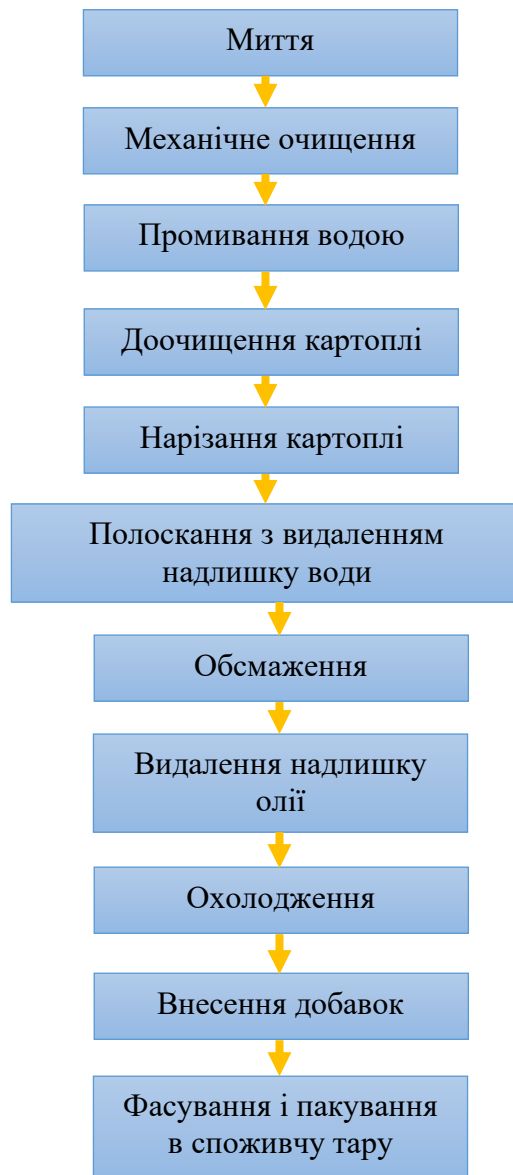 Миття
Механічне очищення
Промивання водою
Доочищення картоплі
Нарізання картоплі
Полоскання з видаленням
надлишку води
Обсмаження
Видалення надлишку
олії
Охолодження
Внесення добавок
Фасування і пакування
в споживчу тару